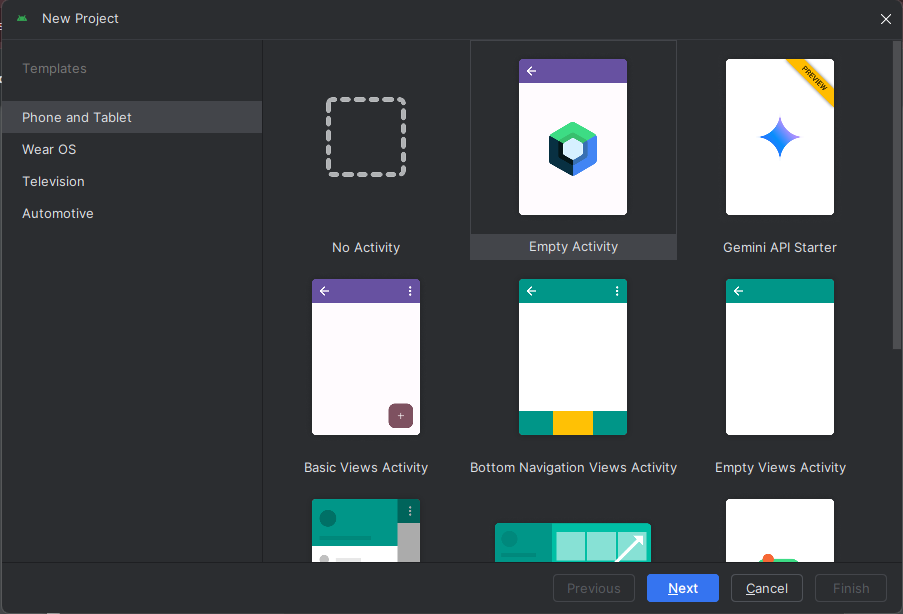 New Project
Templates
Phone and Tablet
Wear OS
Television
Automotive
PREVIEW
No Activity
Empty Activity
Gemini API Starter
Basic Views Activity
Bottom Navigation Views Activity
Empty Views Activity
Previous
Next
Cancel
Finish